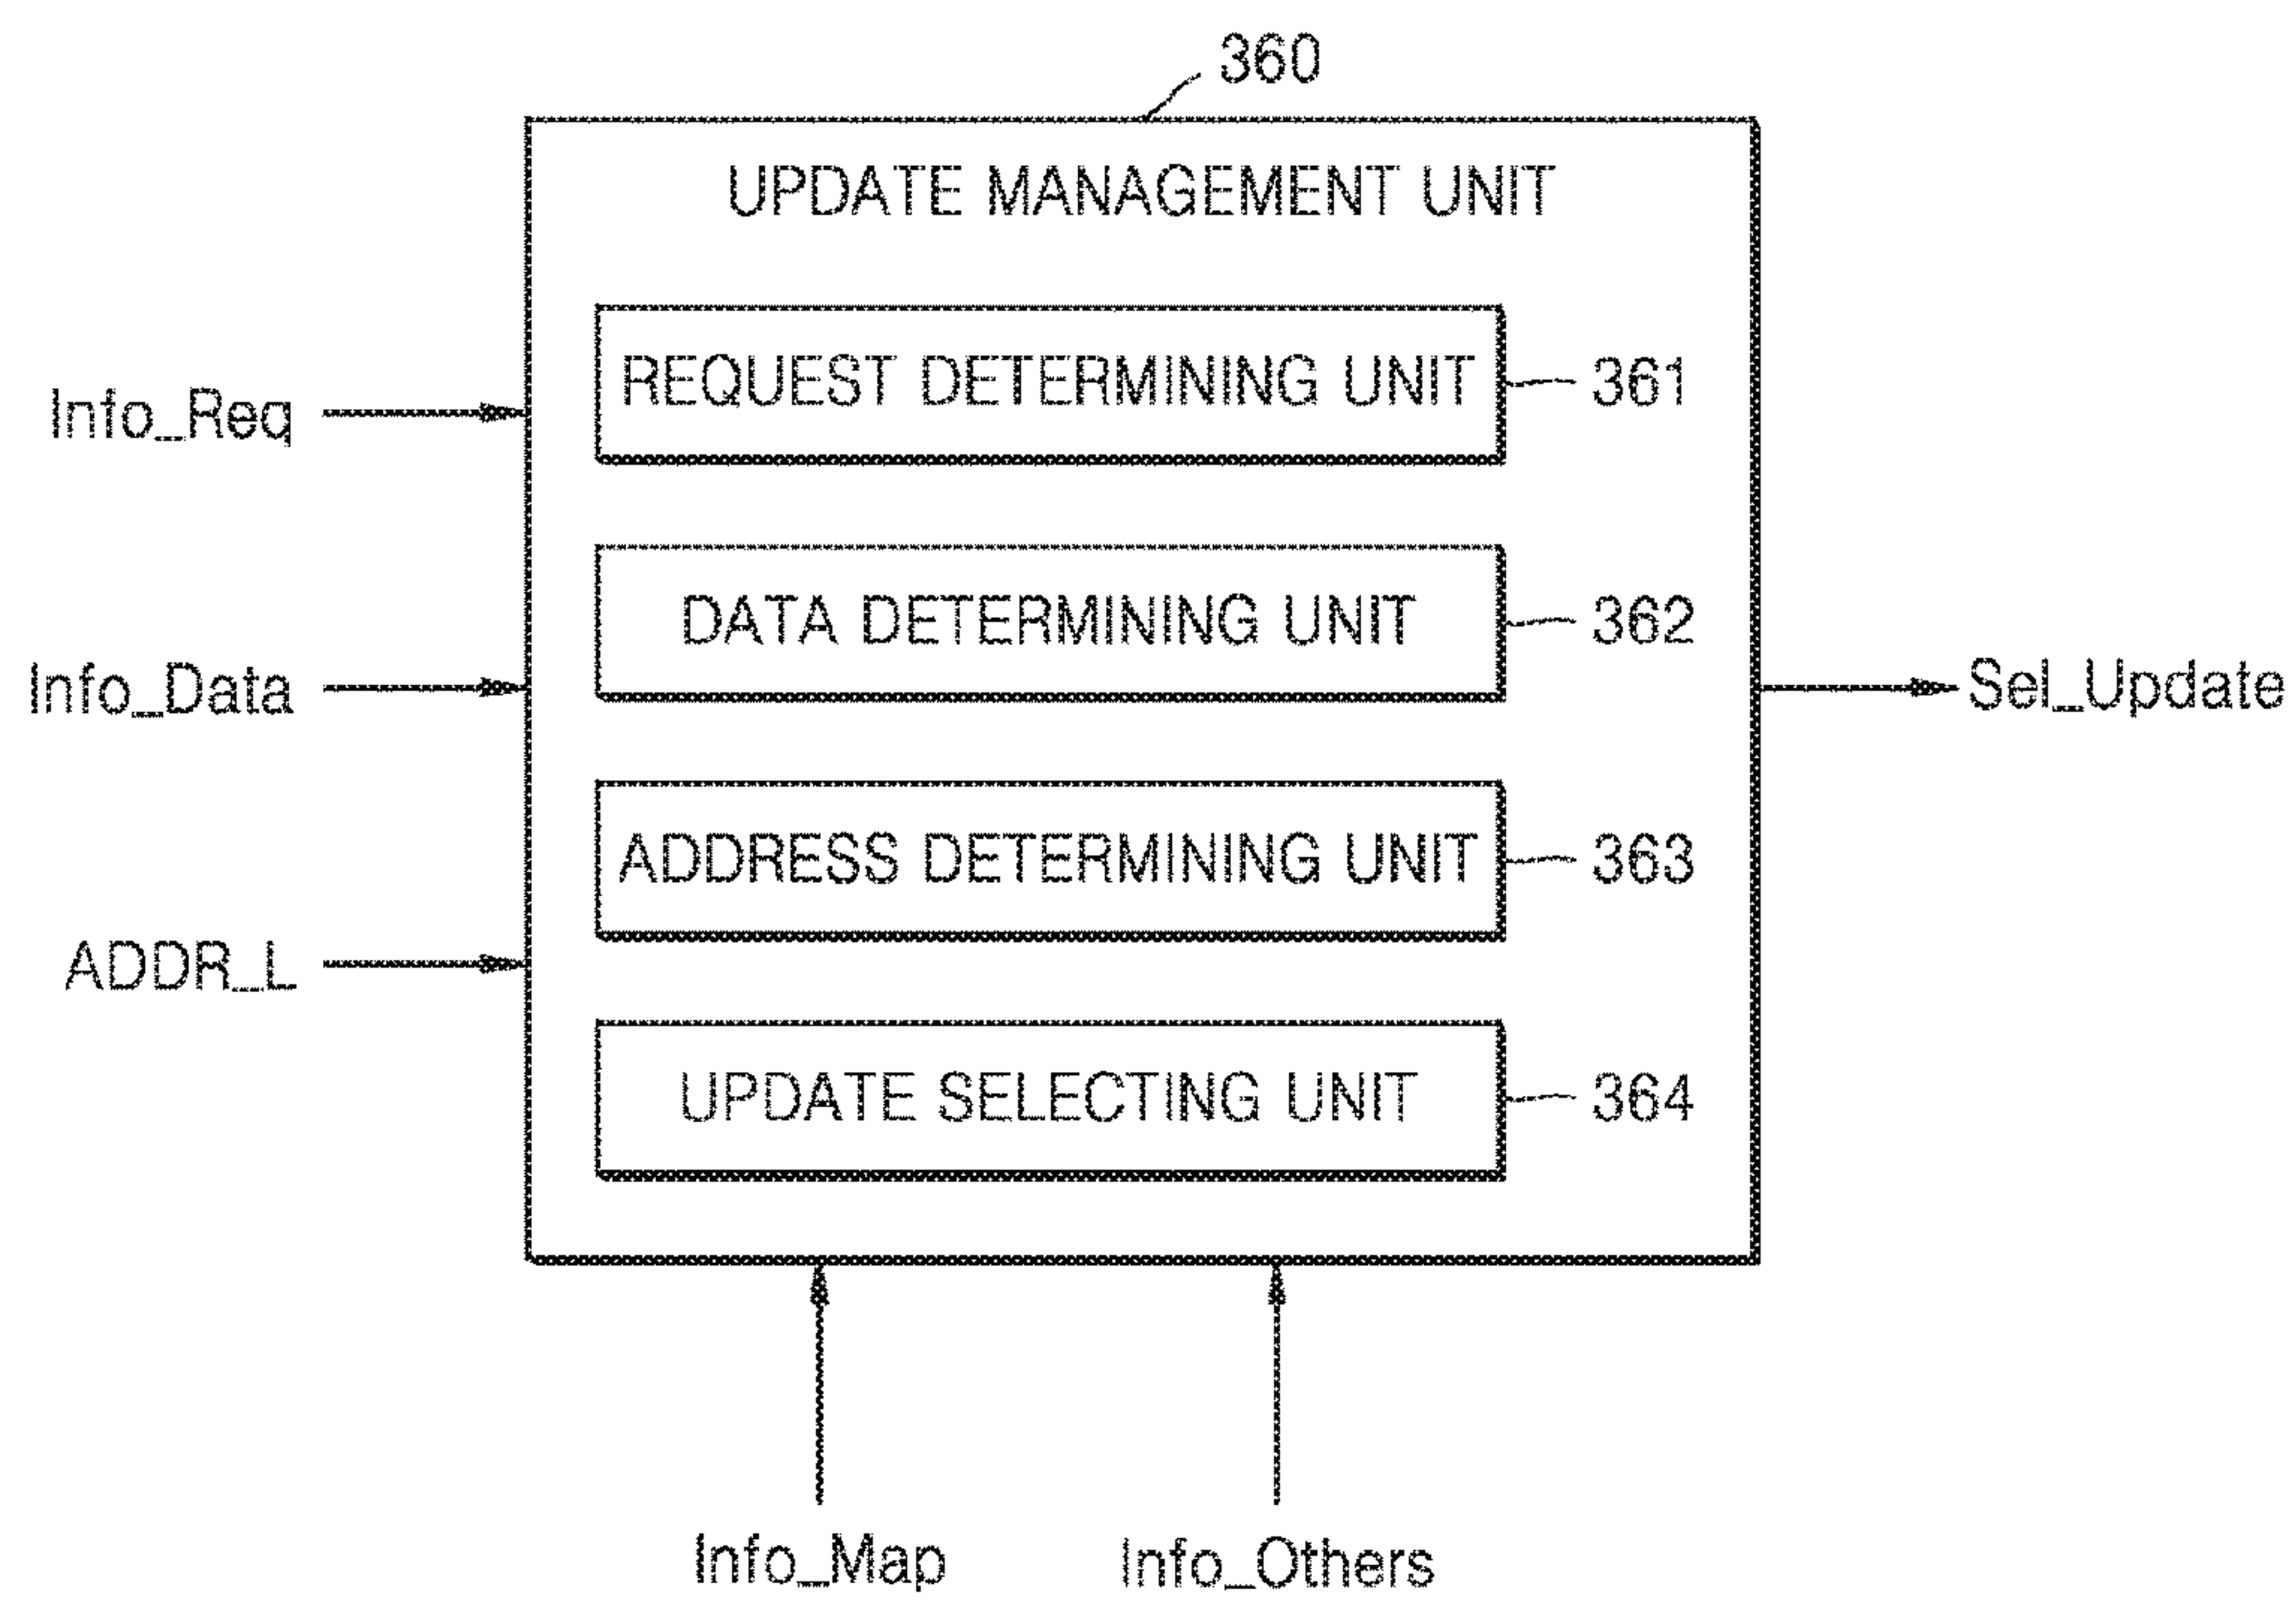 360
UPDATE MANAGEMENT UNIT
REQUEST DETERMINING UNIT
361
Info_Req
DATA DETERMINING UNIT
362
Info_Data
Sel_Update
ADDRESS DETERMINING UNIT
363
ADDR_L
UPDATE SELECTING UNIT
364
Info_Map
Info_Others